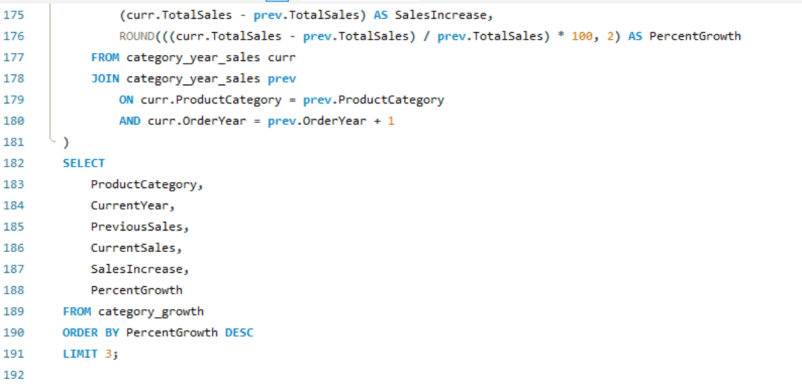 175 (curr.TotalSales - prev.TotalSales) AS SalesIncrease,
176 ROUND(((curr.TotalSales - prev.TotalSales) / prev.TotalSales) * 100, 2) AS PercentGrowth
177 FROM category_year_sales curr
178 JOIN category_year_sales prev
179 ON curr.ProductCategory = prev.ProductCategory
180 AND curr.OrderYear = prev.OrderYear + 1
181 )
182 SELECT
183 ProductCategory,
184 CurrentYear,
185 PreviousSales,
186 CurrentSales,
187 SalesIncrease,
188 PercentGrowth
189 FROM category_growth
190 ORDER BY PercentGrowth DESC
191 LIMIT 3;
192